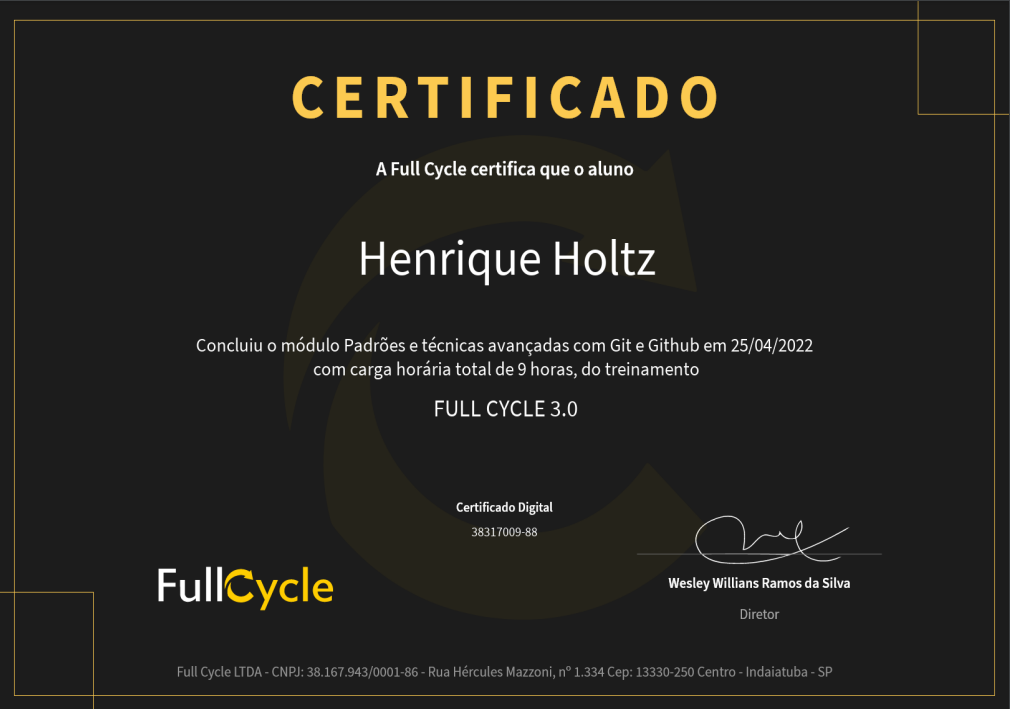 CERTIFICADO
A Full Cycle certifica que o aluno
Henrique Holtz
Concluiu o módulo Padrões e técnicas avançadas com Git e Github em 25/04/2022
com carga horária total de 9 horas, do treinamento
FULL CYCLE 3.0
Certificado Digital
38317009-88
FullCycle
Wesley Willians Ramos da Silva
Diretor
Full Cycle LTDA - CNPJ: 38.167.943/0001-86 - Rua Hércules Mazzoni, nº 1.334 Cep: 13330-250 Centro - Indaiatuba - SP